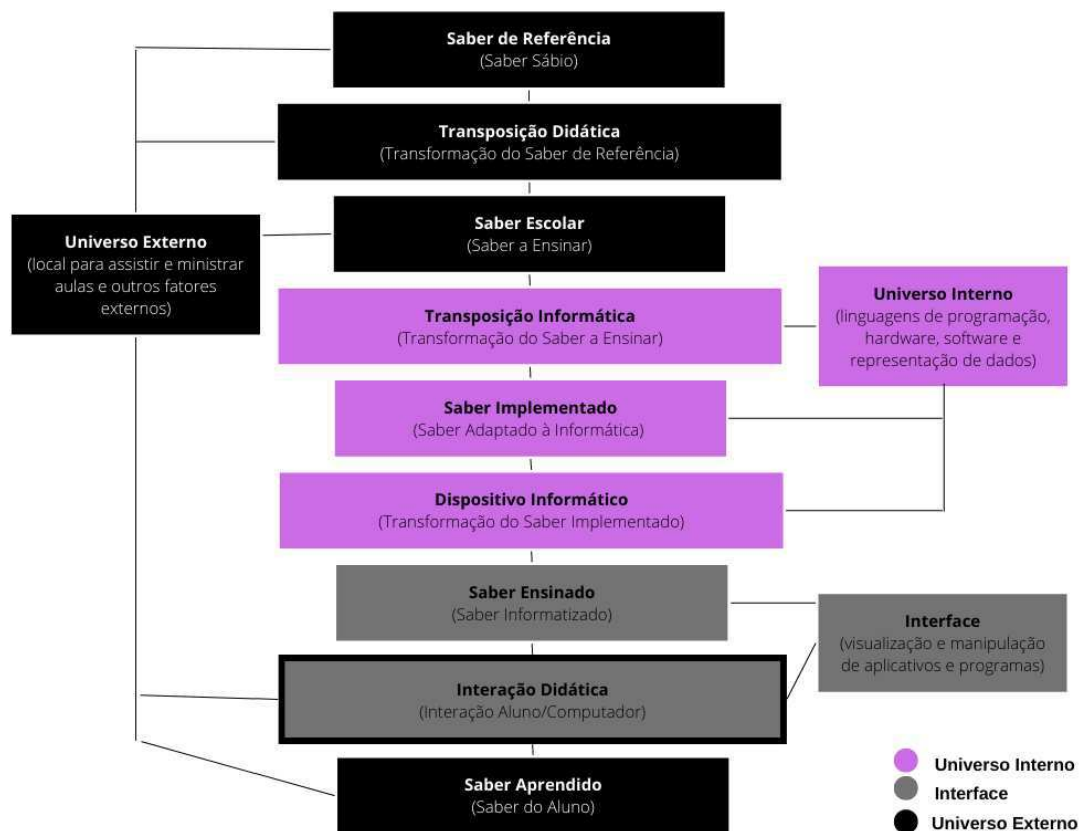 Saber de Referência
(Saber Sábio)
Transposição Didática
(Transformação do Saber de Referência)
Saber Escolar
(Saber a Ensinar)
Universo Externo
(local para assistir e ministrar
aulas e outros fatores
externos)
Transposição Informática
(Transformação do Saber a Ensinar)
Universo Interno
(linguagens de programação,
hardware, software e
representação de dados)
Saber Implementado
(Saber Adaptado à Informática)
Dispositivo Informático
(Transformação do Saber Implementado)
Saber Ensinado
(Saber Informatizado)
Interface
(visualização e manipulação
de aplicativos e programas)
Interação Didática
(Interação Aluno/Computador)
Saber Aprendido
(Saber do Aluno)
Universo Interno
Interface
Universo Externo